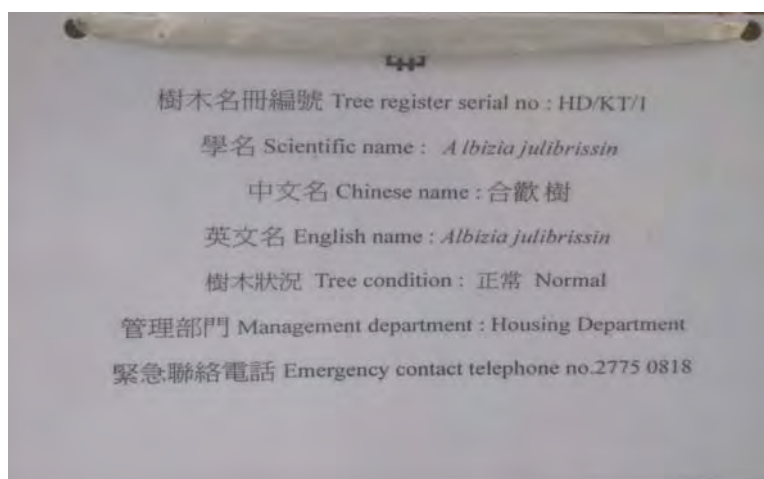 樹木名冊編號 Tree register serial no : HD/KT/1
學名 Scientific name : Albizia julibrissin
中文名 Chinese name : 合歡樹
英文名 English name : Albizia julibrissin
樹木狀況 Tree condition : 正常 Normal
管理部門 Management department : Housing Department
緊急聯絡電話 Emergency contact telephone no.2775 0818